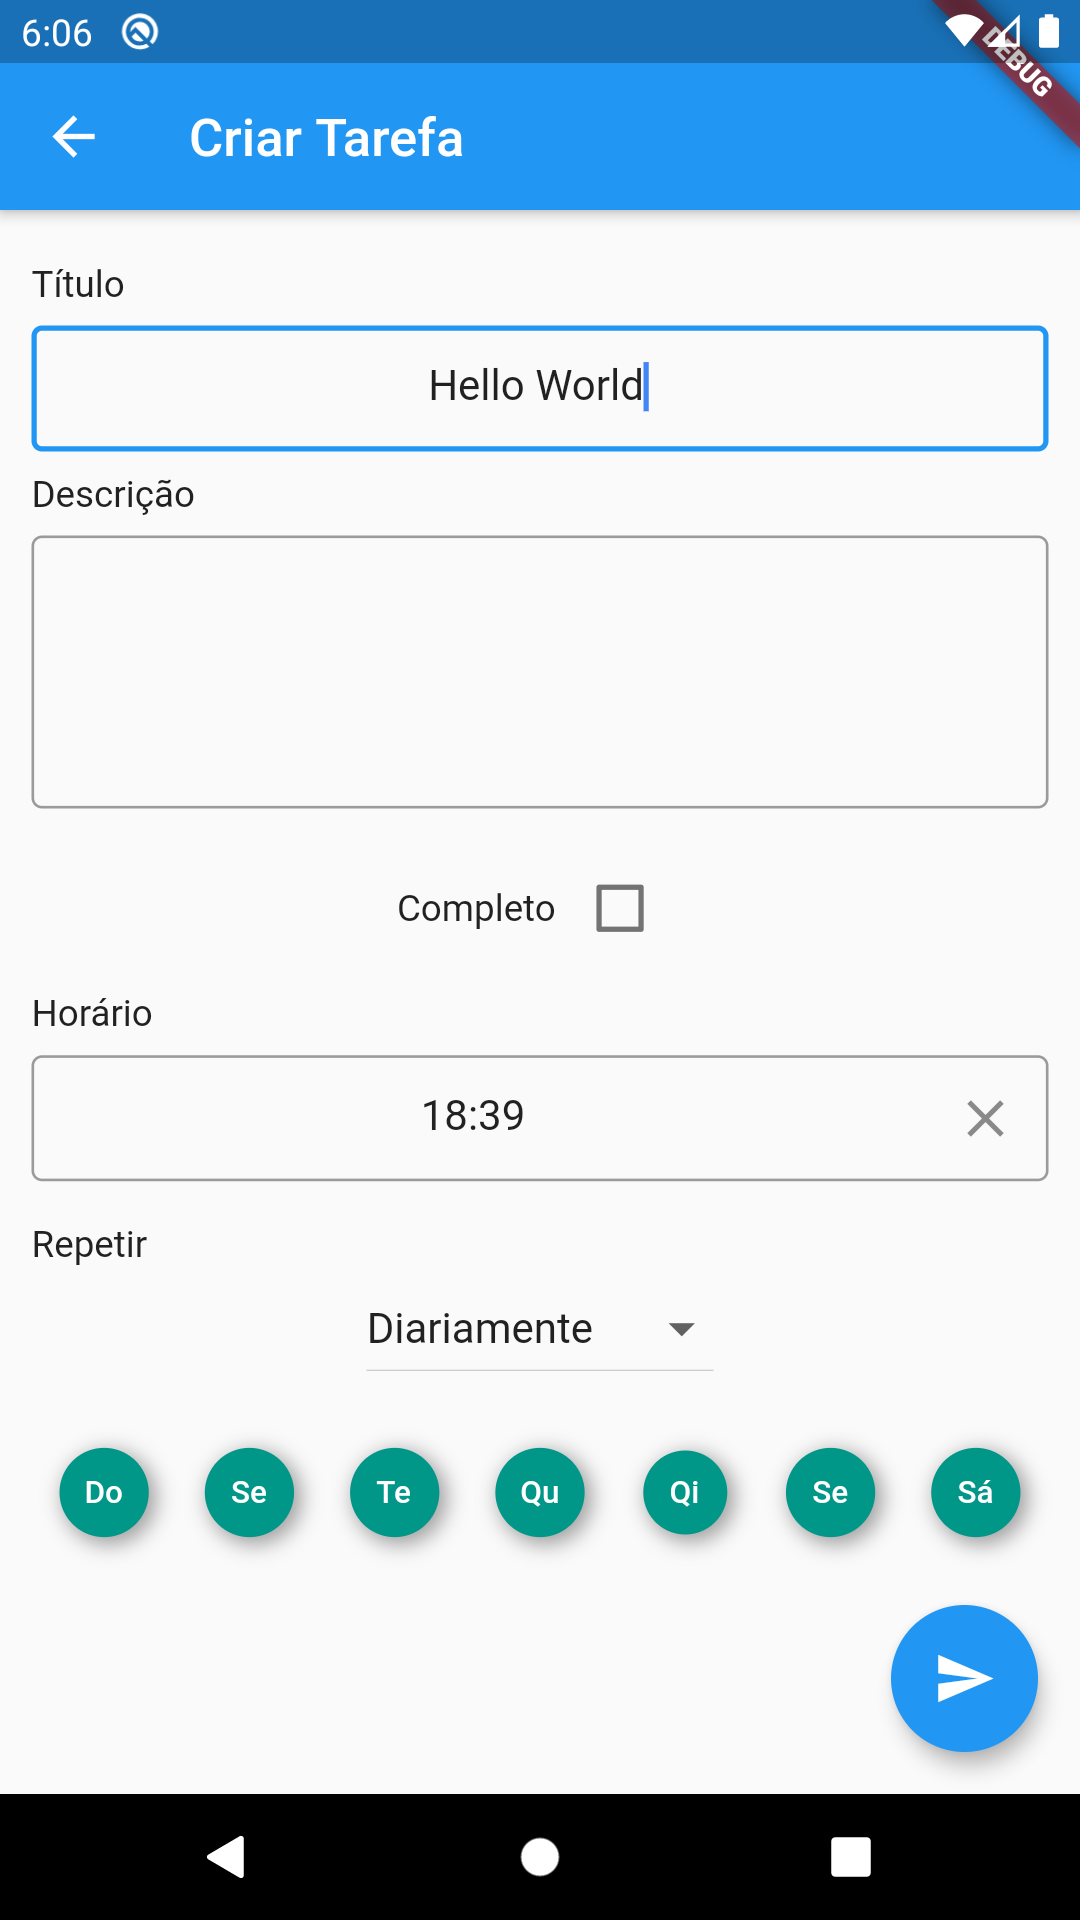 6:06
DEBUG
Criar Tarefa
Título
Hello World
Descrição
Completo
Horário
18:39
Repetir
Diariamente
Do Se Te Qu Qi Se Sá